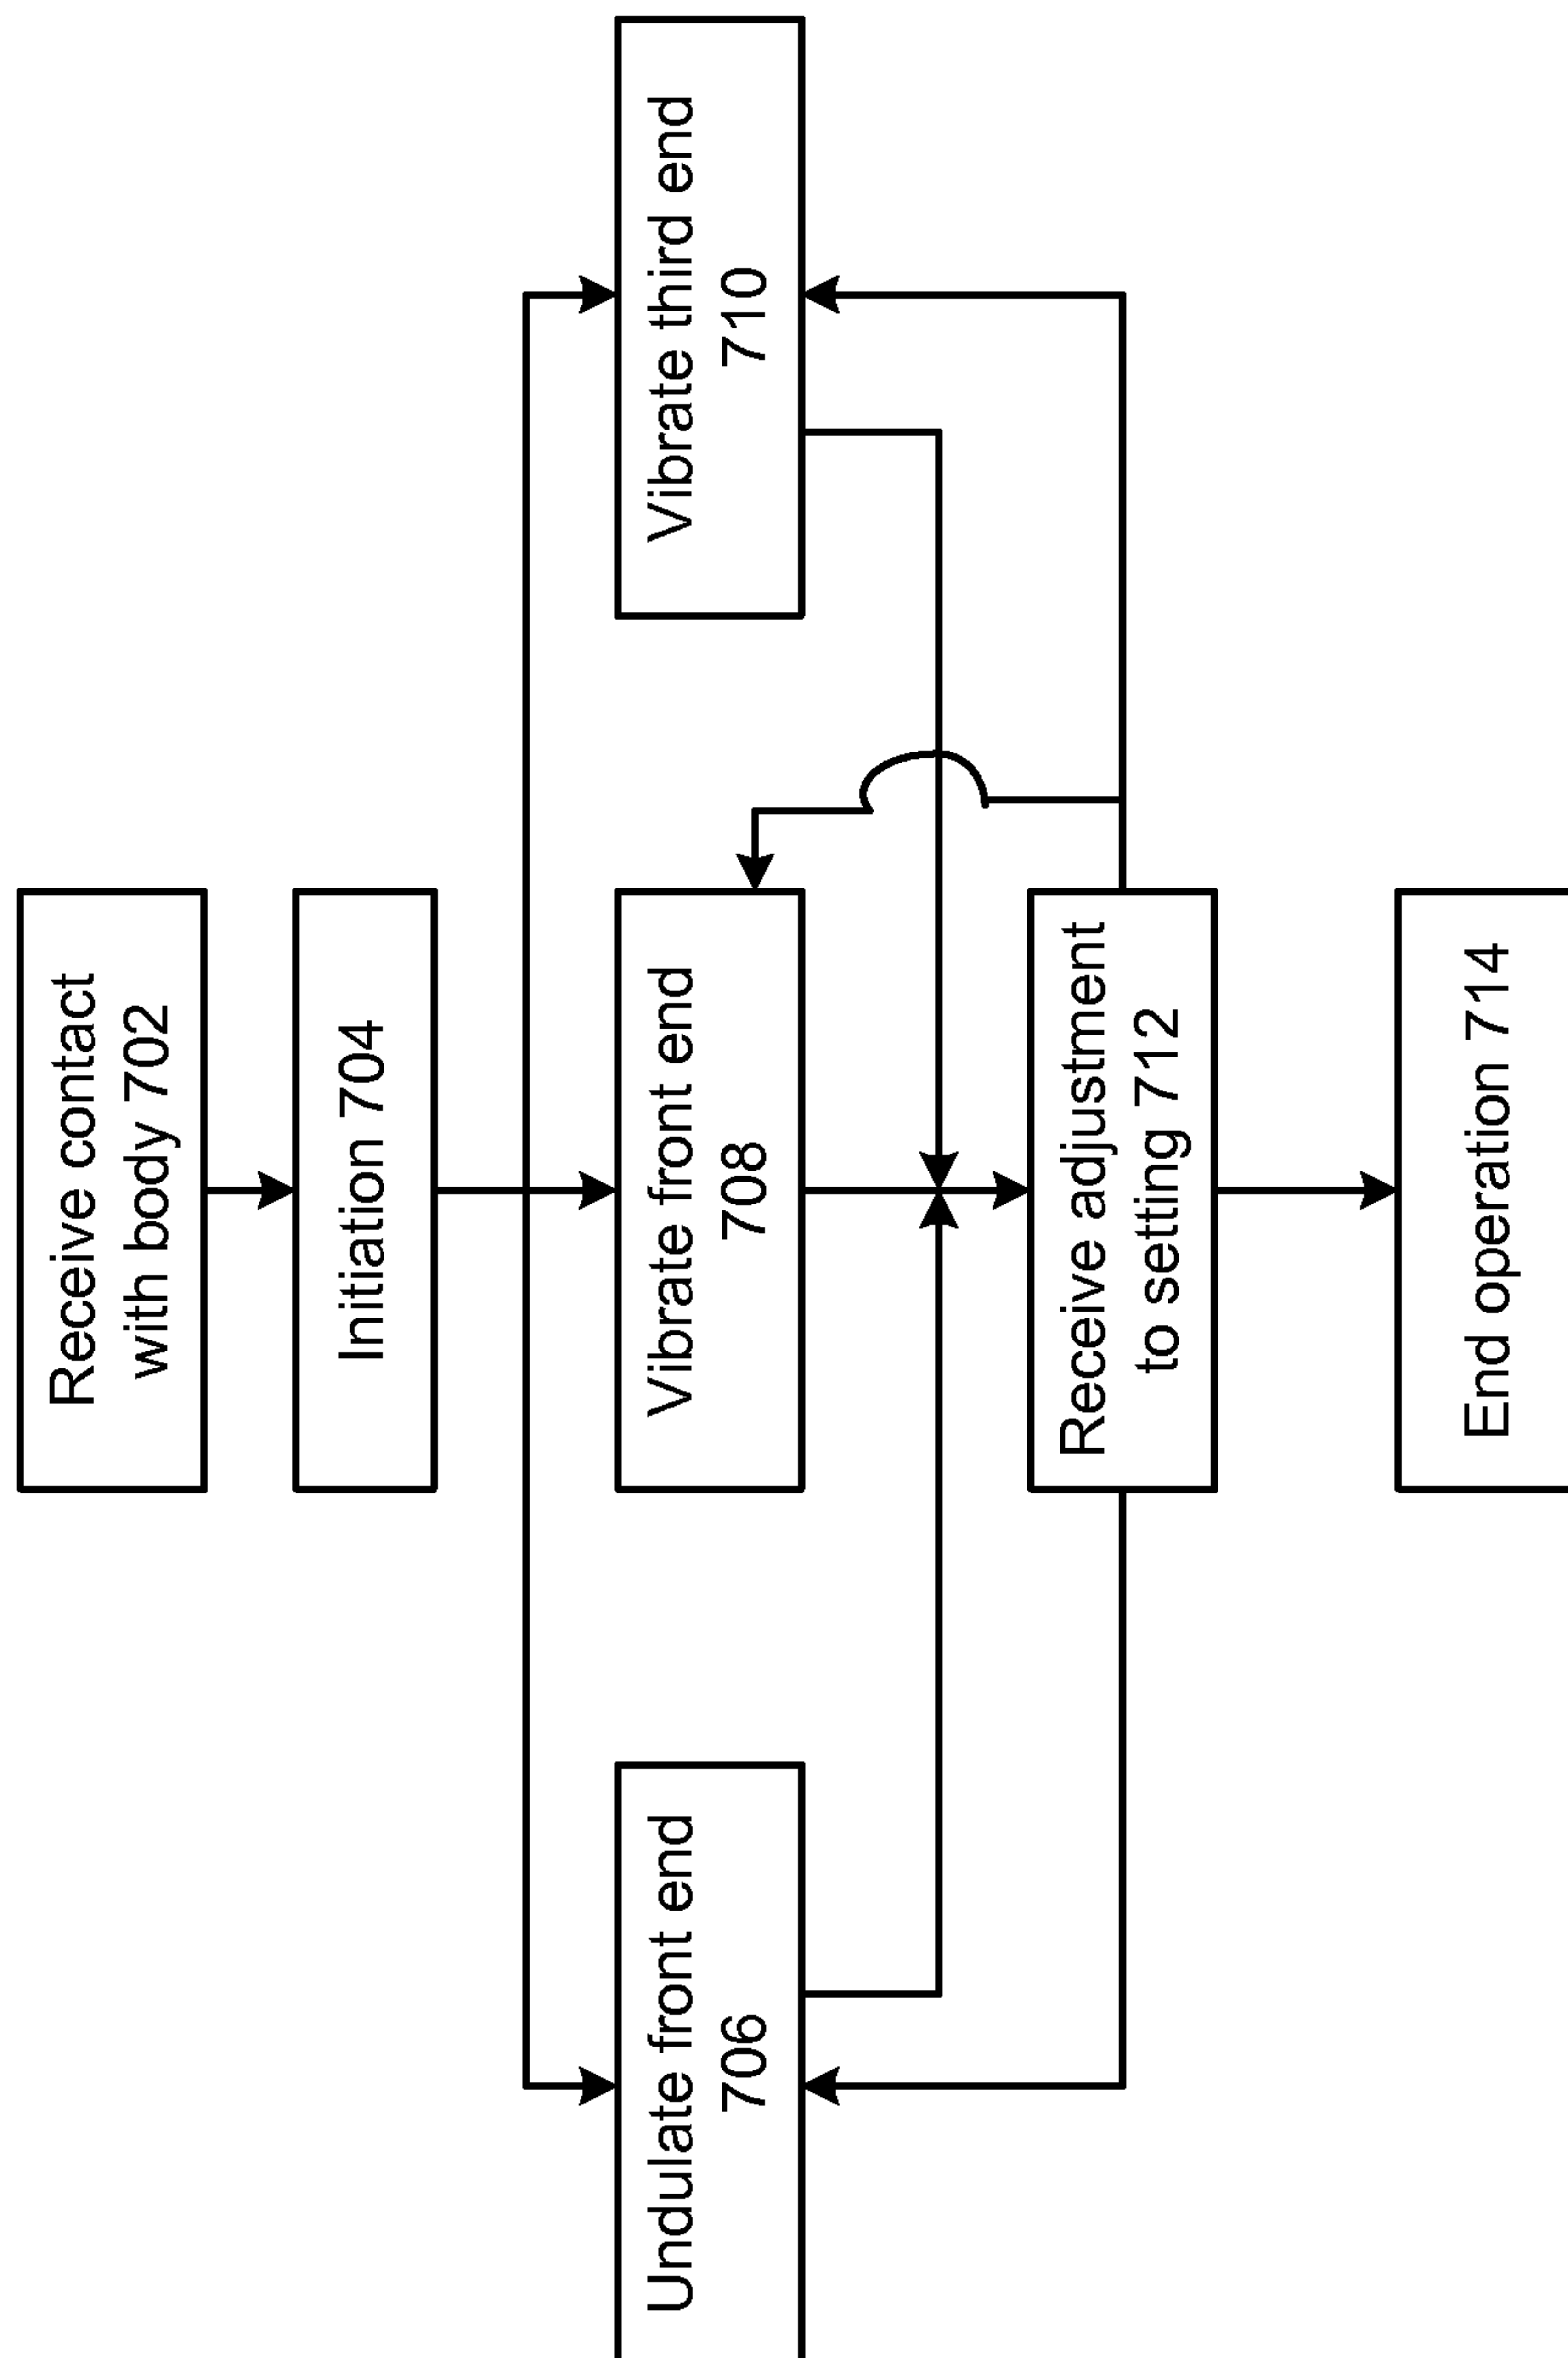 Receive contact
with body 702
Initiation 704
Undulate front end
706
Vibrate front end
708
Vibrate third end
710
Receive adjustment
to setting 712
End operation 714